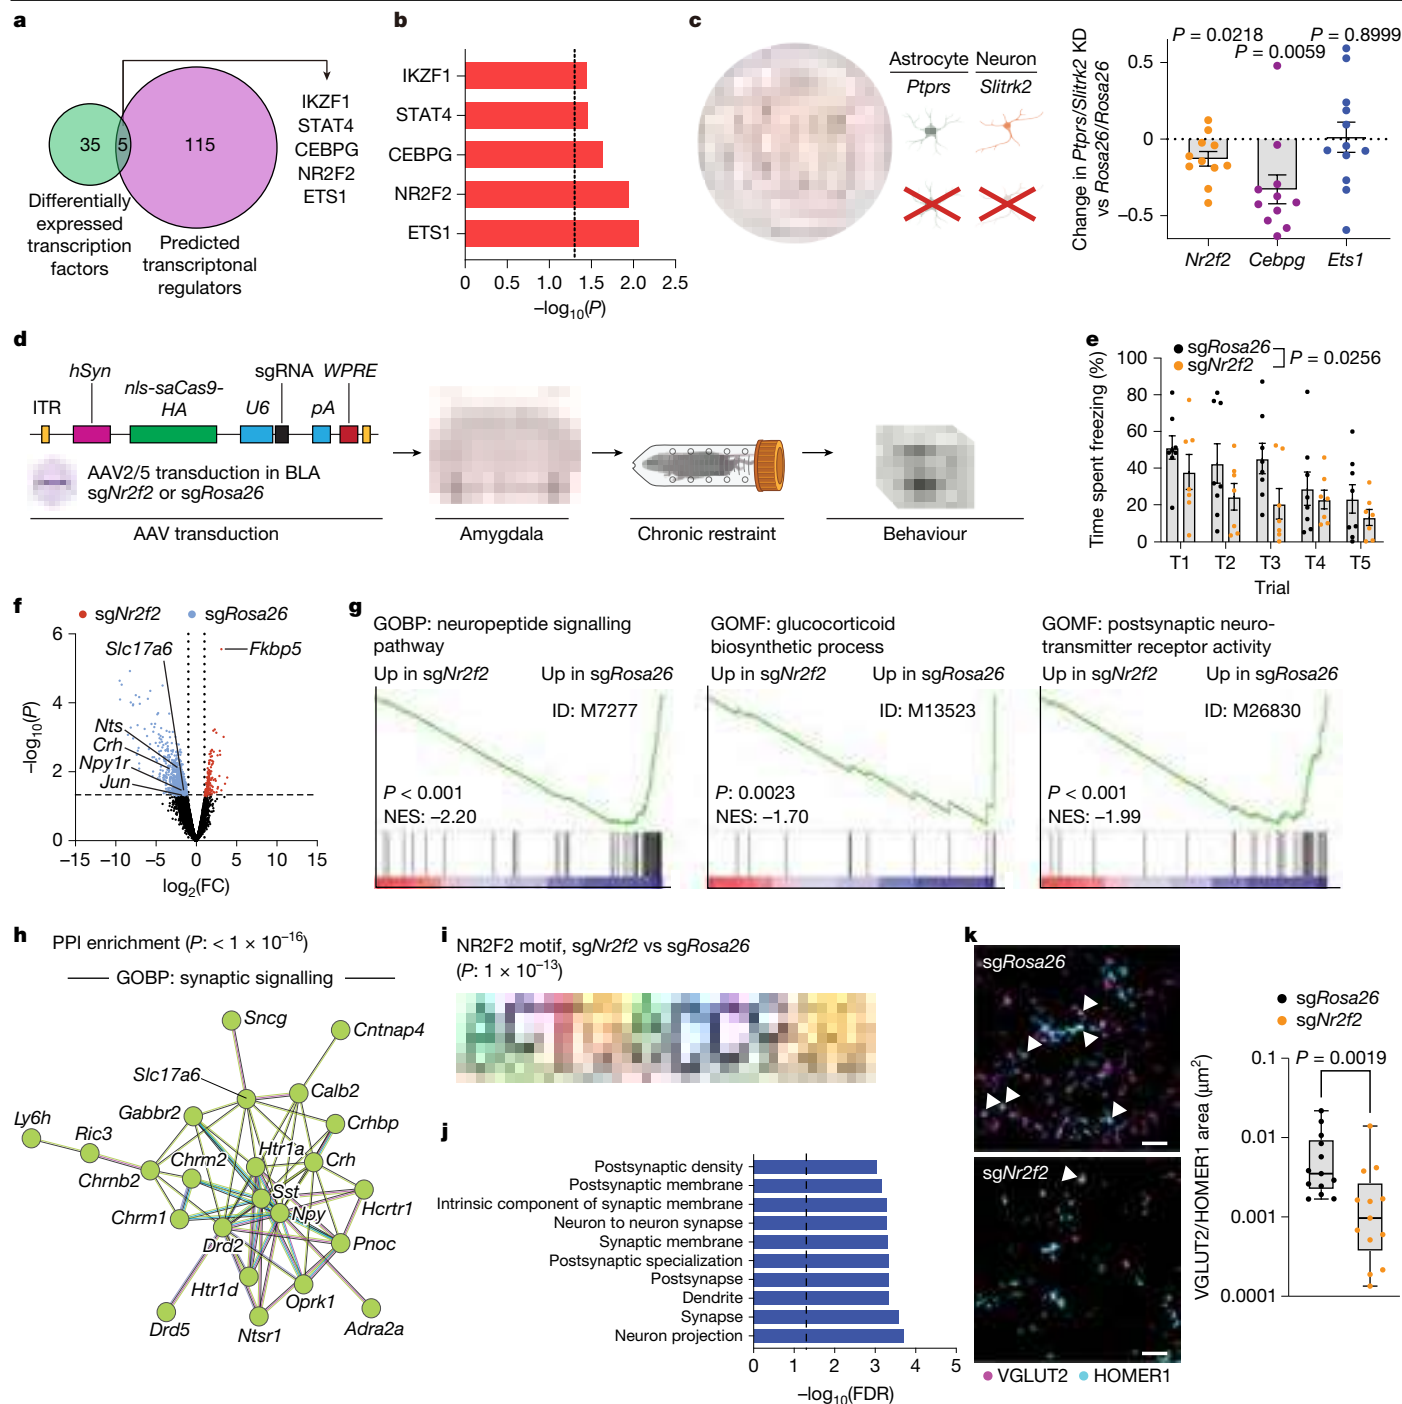 a
35
5
115
IKZF1
STAT4
CEBPG
NR2F2
ETS1
Differentially
expressed
transcription
factors
Predicted
transcriptonal
regulators
b
IKZF1
STAT4
CEBPG
NR2F2
ETS1
0 0.5 1.0 1.5 2.0 2.5
–log10(P)
c
Astrocyte Neuron
Ptprs Slitrk2
Change in Ptprs/Slitrk2 KD
vs Rosa26/Rosa26
P = 0.0218
P = 0.0059
P = 0.8999
0.5
0
–0.5
Nr2f2 Cebpg Ets1
d
hSyn
nls-saCas9-
HA
sgRNA WPRE
ITR
U6
pA
AAV2/5 transduction in BLA
sgNr2f2 or sgRosa26
AAV transduction
Amygdala
Chronic restraint
Behaviour
e
sgRosa26
sgNr2f2
P = 0.0256
Time spent freezing (%)
100
80
60
40
20
0
T1 T2 T3 T4 T5
Trial
f
sgNr2f2 sgRosa26
–log10(P)
6
4
2
0
Slc17a6
Fkbp5
Nts
Crh
Npy1r
Jun
–15 –10 –5 0 5 10 15
log2(FC)
g
GOBP: neuropeptide signalling
pathway
Up in sgNr2f2 Up in sgRosa26
ID: M7277
P < 0.001
NES: –2.20
GOMF: glucocorticoid
biosynthetic process
Up in sgNr2f2 Up in sgRosa26
ID: M13523
P: 0.0023
NES: –1.70
GOMF: postsynaptic neuro-
transmitter receptor activity
Up in sgNr2f2 Up in sgRosa26
ID: M26830
P < 0.001
NES: –1.99
h
PPI enrichment (P: < 1 × 10–16)
GOBP: synaptic signalling
Sncg
Cntnap4
Slc17a6
Calb2
Gabbr2
Crhbp
Ly6h
Ric3
Htr1a
Crh
Chrm2
Chrnb2
Sst
Hcrtr1
Chrm1
Npy
Drd2
Pnoc
Htr1d
Oprk1
Drd5
Ntsr1
Adra2a
i
NR2F2 motif, sgNr2f2 vs sgRosa26
(P: 1 × 10–13)
j
Postsynaptic density
Postsynaptic membrane
Intrinsic component of synaptic membrane
Neuron to neuron synapse
Synaptic membrane
Postsynaptic specialization
Postsynapse
Dendrite
Synapse
Neuron projection
0 1 2 3 4 5
–log10(FDR)
k
sgRosa26
sgNr2f2
VGLUT2 HOMER1
sgRosa26
sgNr2f2
VGLUT2/HOMER1 area (µm2)
P = 0.0019
0.1
0.01
0.001
0.0001